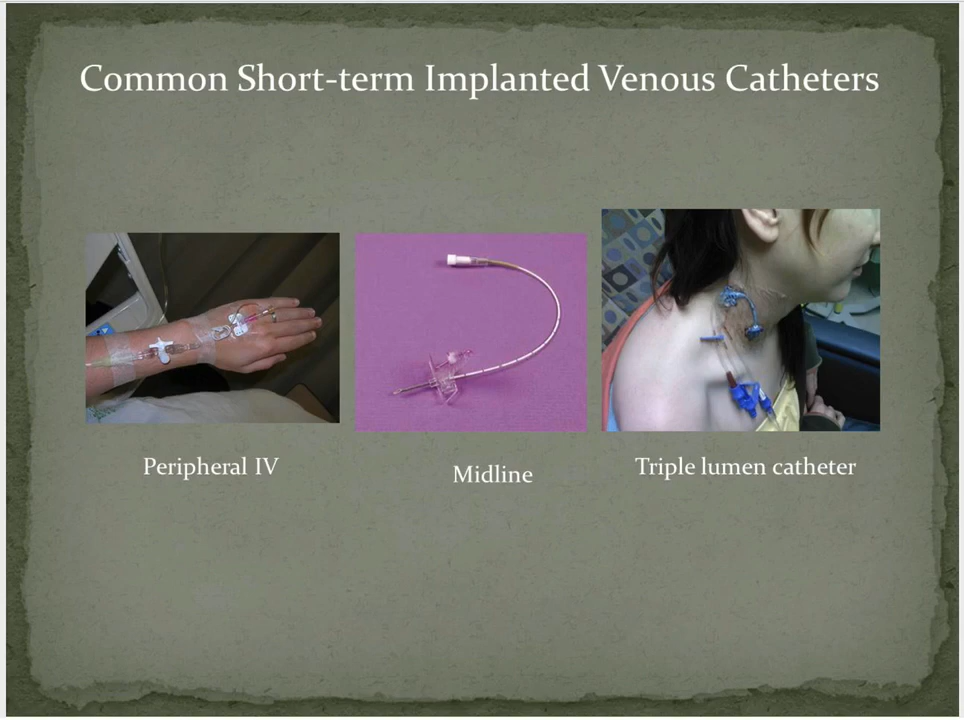 Common Short-term Implanted Venous Catheters
Peripheral IV
Midline
Triple lumen catheter